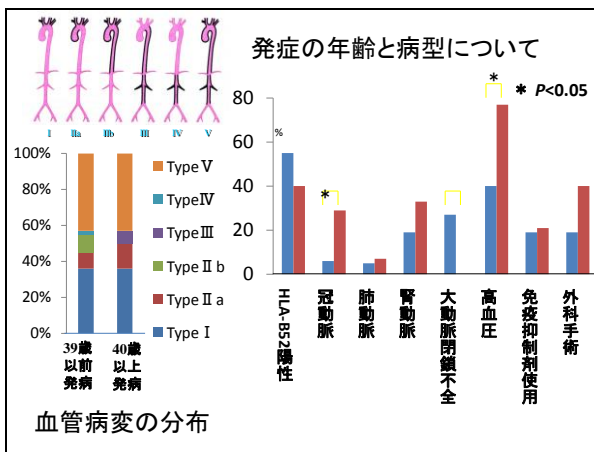 発症の年齢と病型について
I IIa IIb III IV V
＊ P<0.05
100%
80%
60%
40%
20%
0%
Type V
Type IV
Type III
Type II b
Type II a
Type I
39歳以前発病
40歳以上発病
血管病変の分布
%
80
60
40
20
0
*
*
HLA-B52陽性
冠動脈
肺動脈
腎動脈
大動脈閉鎖不全
高血圧
免疫抑制剤使用
外科手術